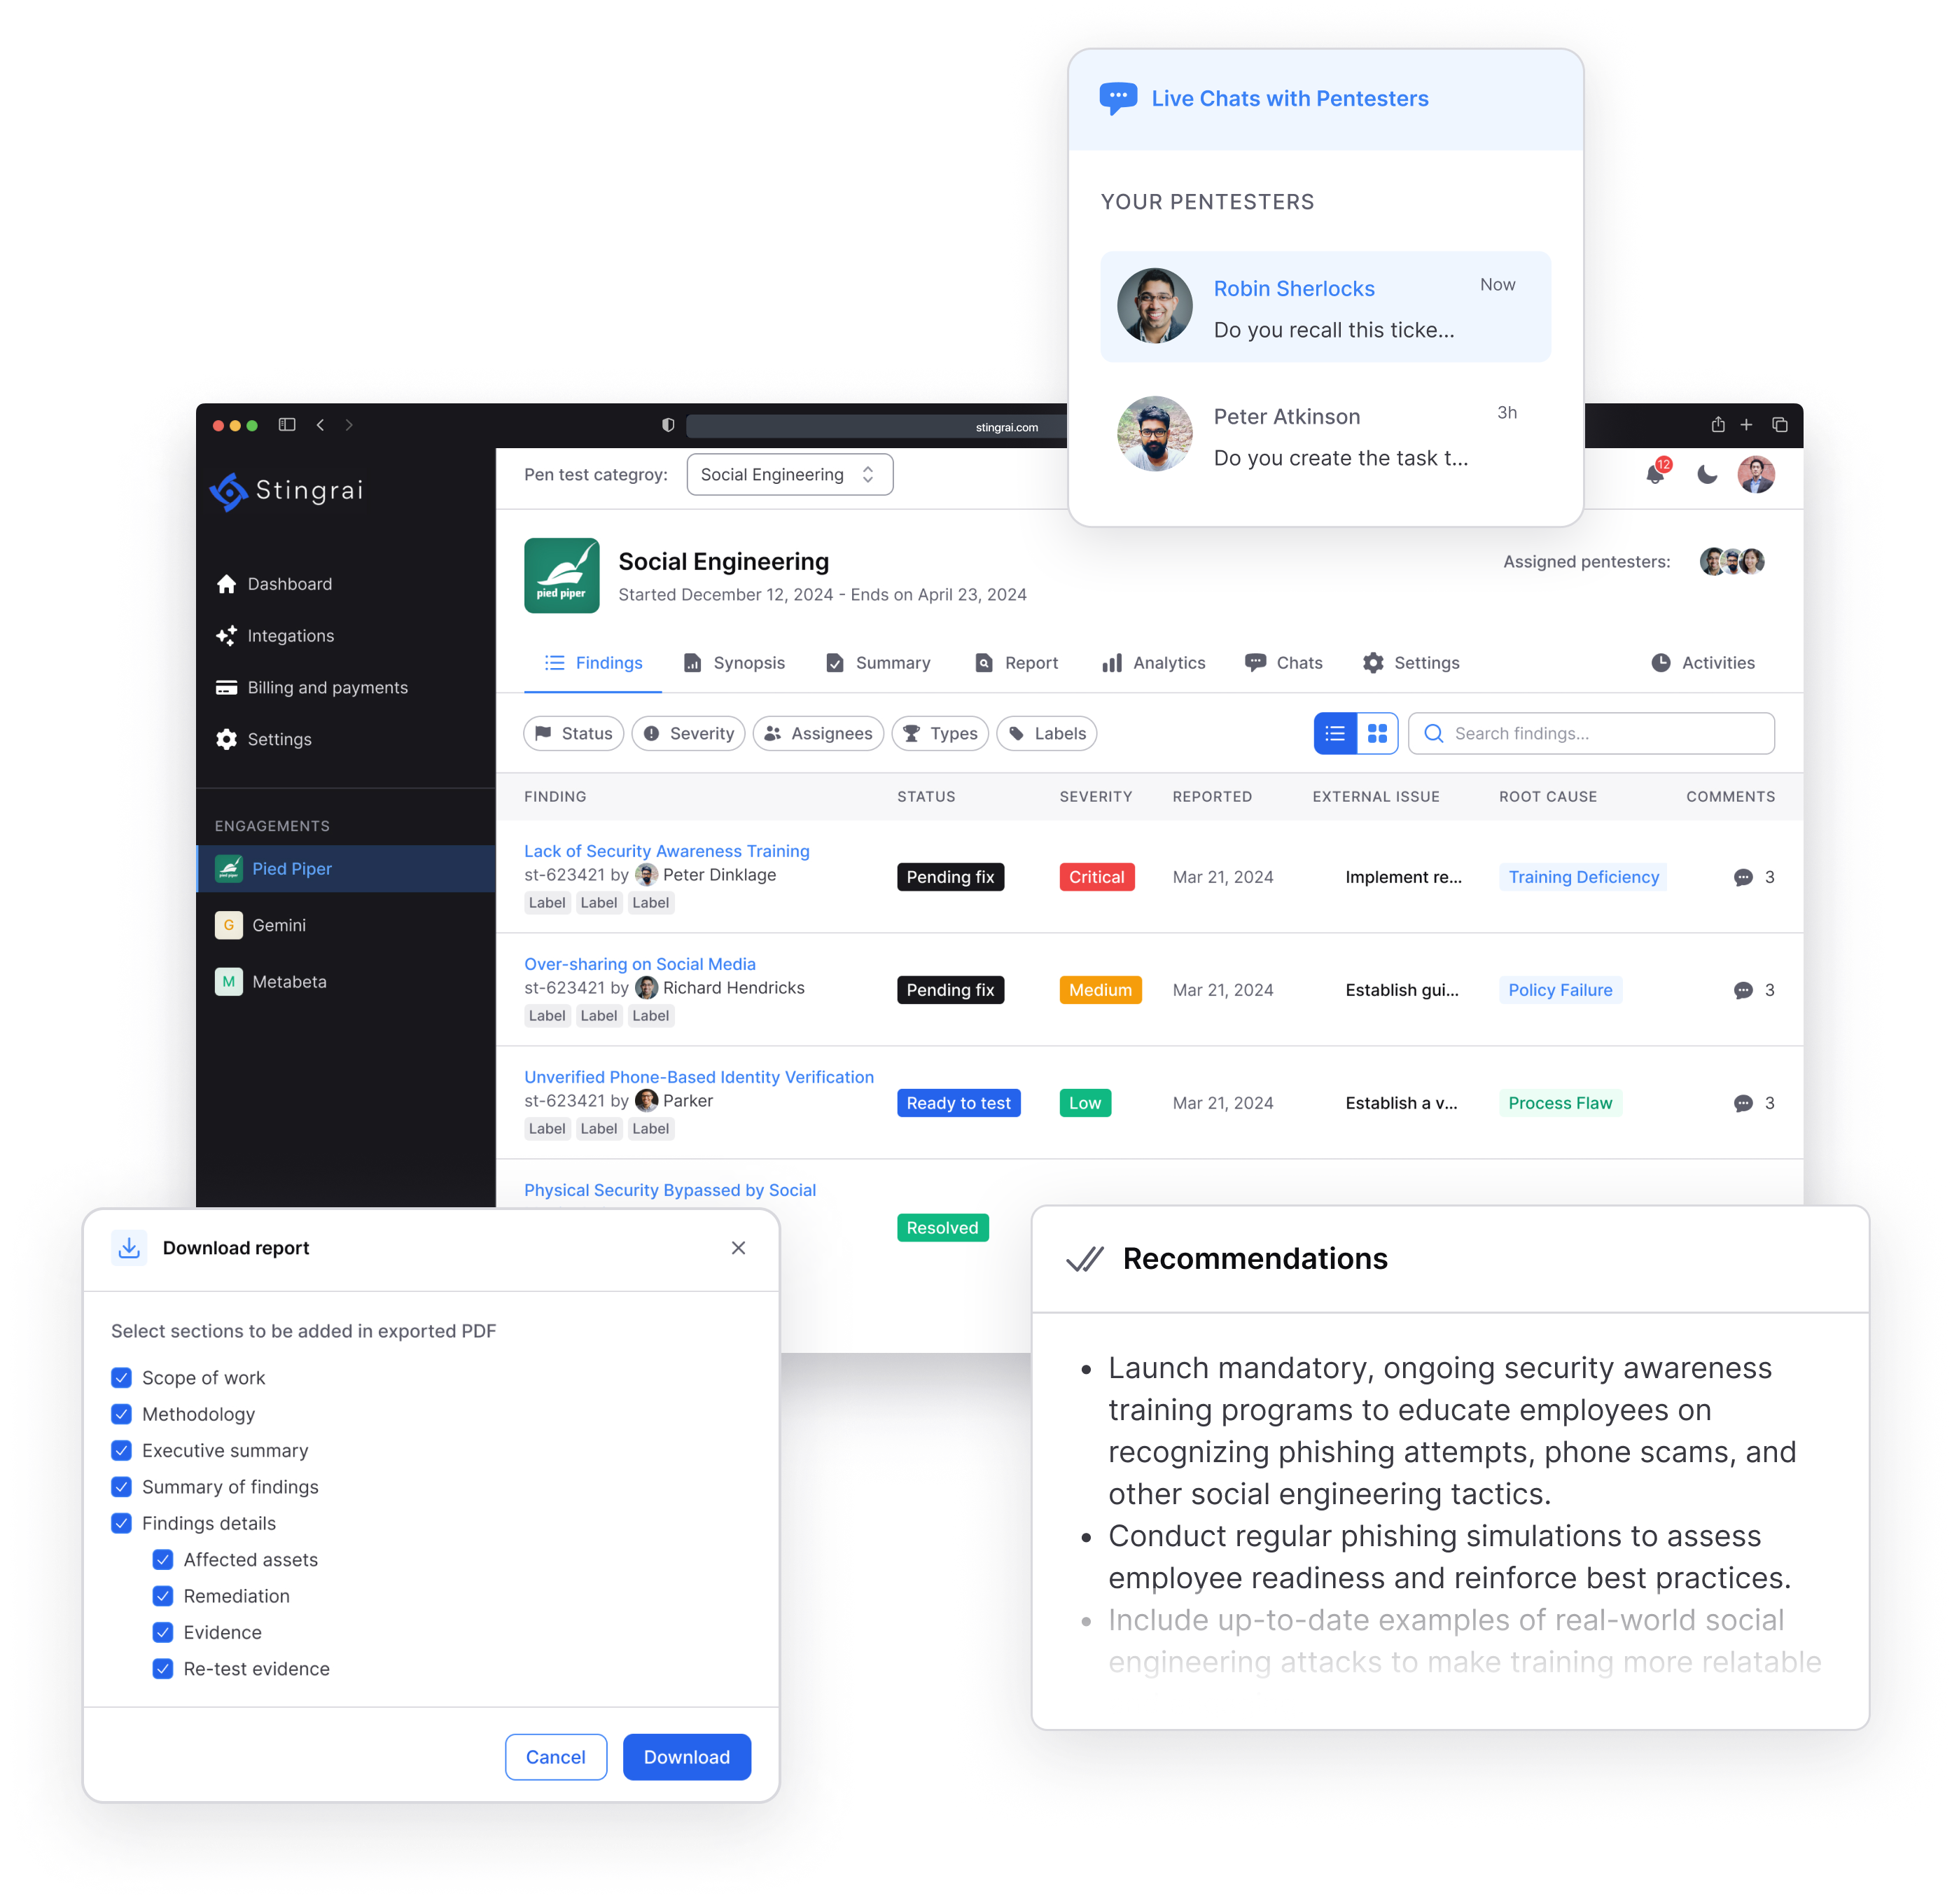 Live Chats with Pentesters
YOUR PENTESTERS
Robin Sherlocks
Now
Do you recall this ticke...
Peter Atkinson
3h
Do you create the task t...
stingrai.com
Stingrai
Dashboard
Integations
Billing and payments
Settings
ENGAGEMENTS
pied piper
Pied Piper
G
Gemini
M
Metabeta
Pen test categroy:
Social Engineering
12
pied piper
Social Engineering
Started December 12, 2024 - Ends on April 23, 2024
Assigned pentesters:
Findings
Synopsis
Summary
Report
Analytics
Chats
Settings
Activities
Status
Severity
Assignees
Types
Labels
Search findings...
FINDING
STATUS
SEVERITY
REPORTED
EXTERNAL ISSUE
ROOT CAUSE
COMMENTS
Lack of Security Awareness Training
st-623421 by Peter Dinklage
Label Label Label
Pending fix
Critical
Mar 21, 2024
Implement re...
Training Deficiency
3
Over-sharing on Social Media
st-623421 by Richard Hendricks
Label Label Label
Pending fix
Medium
Mar 21, 2024
Establish gui...
Policy Failure
3
Unverified Phone-Based Identity Verification
st-623421 by Parker
Label Label Label
Ready to test
Low
Mar 21, 2024
Establish a v...
Process Flaw
3
Physical Security Bypassed by Social
Resolved
Download report
Select sections to be added in exported PDF
Scope of work
Methodology
Executive summary
Summary of findings
Findings details
Affected assets
Remediation
Evidence
Re-test evidence
Cancel
Download
Recommendations
• Launch mandatory, ongoing security awareness
training programs to educate employees on
recognizing phishing attempts, phone scams, and
other social engineering tactics.
• Conduct regular phishing simulations to assess
employee readiness and reinforce best practices.
• Include up-to-date examples of real-world social
engineering attacks to make training more relatable